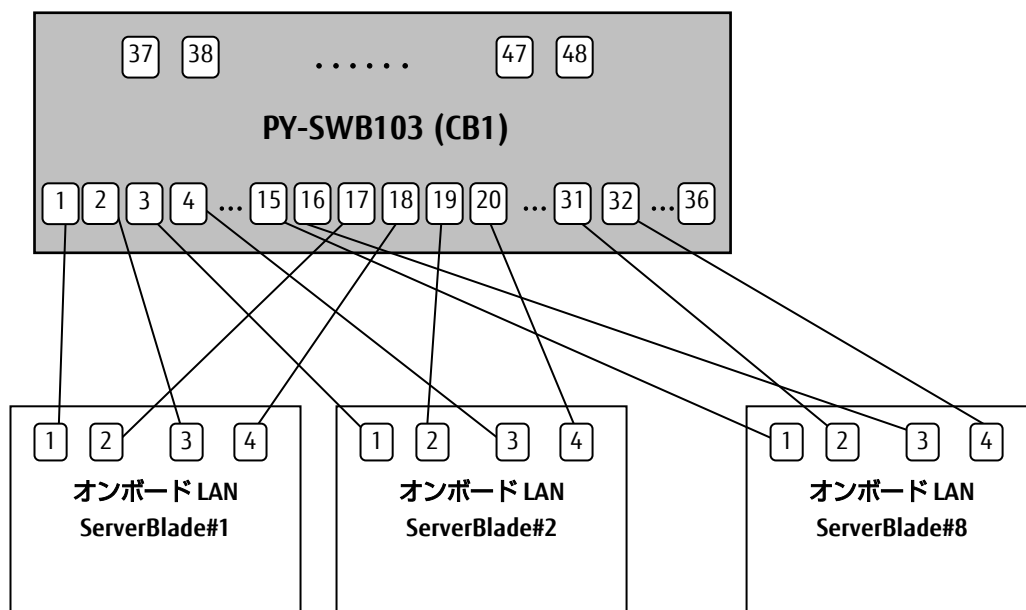 37 38 ...... 47 48
PY-SWB103 (CB1)
1 2 3 4 ... 15 16 17 18 19 20 ... 31 32 ... 36
1 2 3 4 1 2 3 4 1 2 3 4
オンボード LAN オンボード LAN オンボード LAN
ServerBlade#1 ServerBlade#2 ServerBlade#8